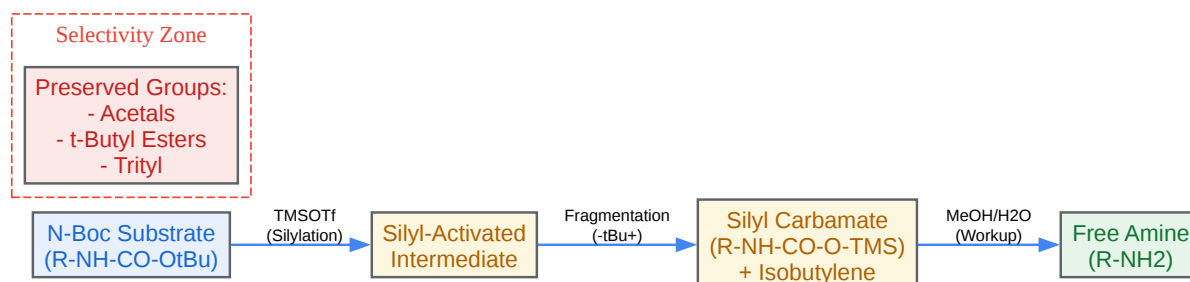 Selectivity Zone
Preserved Groups:
- Acetals
- t-Butyl Esters
- Trityl
N-Boc Substrate
(R-NH-CO-OtBu)
TMSOTf
(Silylation)
Silyl-Activated
Intermediate
Fragmentation
(-tBu+)
Silyl Carbamate
(R-NH-CO-O-TMS)
+ Isobutylene
MeOH/H2O
(Workup)
Free Amine
(R-NH2)